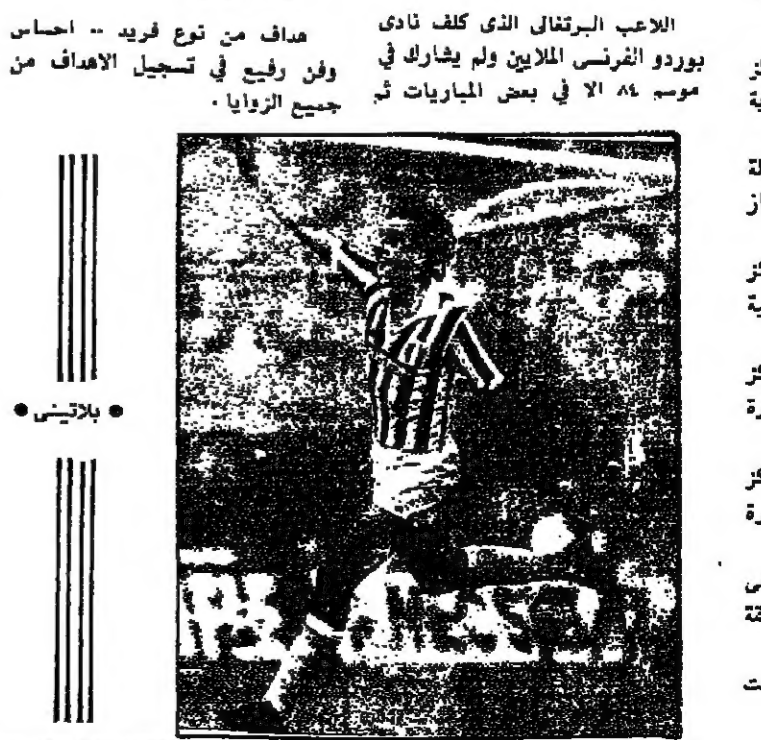 اللاعب البرتغالى الذى كلف نادى
بوردو الفرنسى الملايين ولم يشارك في
موسم ٨٤ الا في بعض المباريات ثم
هداف من نوع فريد .. احساس
وفن رفيع في تسجيل الاهداف من
جميع الزوايا .
● بلاتينى ●